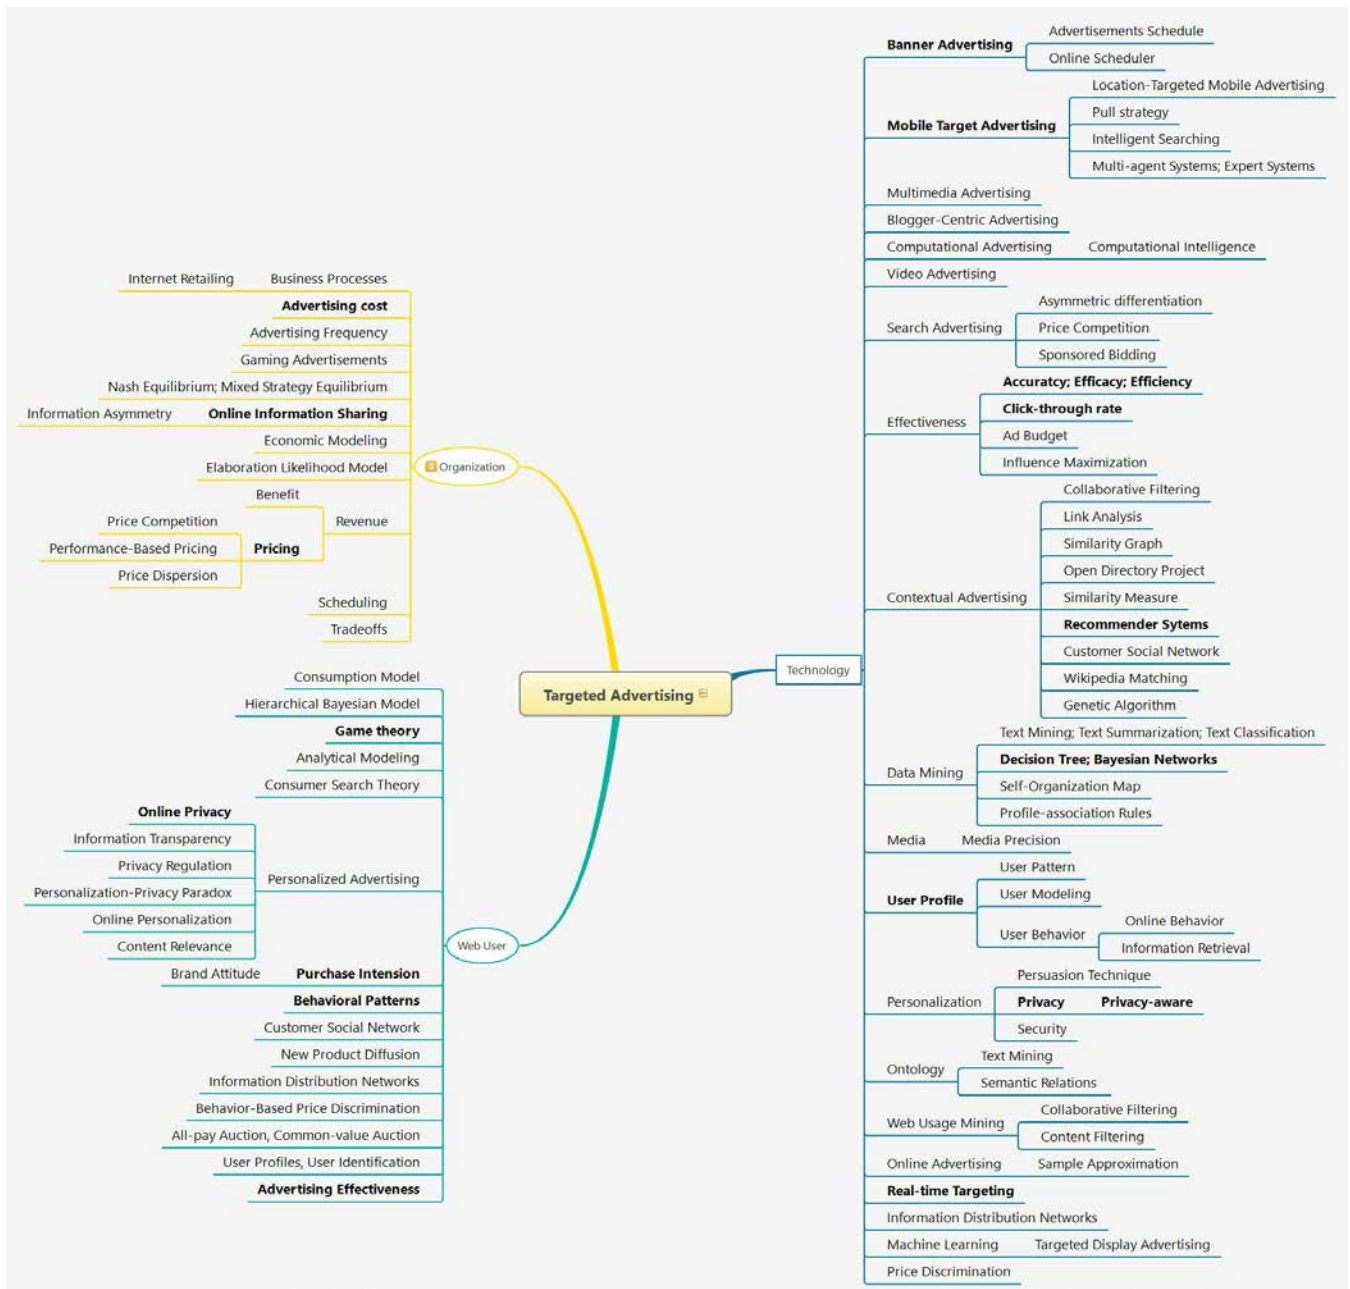 Targeted Advertising
Organization
Internet Retailing
Business Processes
Advertising cost
Advertising Frequency
Gaming Advertisements
Nash Equilibrium; Mixed Strategy Equilibrium
Information Asymmetry
Online Information Sharing
Economic Modeling
Elaboration Likelihood Model
Benefit
Revenue
Price Competition
Performance-Based Pricing
Pricing
Price Dispersion
Scheduling
Tradeoffs
Web User
Consumption Model
Hierarchical Bayesian Model
Game theory
Analytical Modeling
Consumer Search Theory
Online Privacy
Information Transparency
Privacy Regulation
Personalized Advertising
Personalization-Privacy Paradox
Online Personalization
Content Relevance
Brand Attitude
Purchase Intension
Behavioral Patterns
Customer Social Network
New Product Diffusion
Information Distribution Networks
Behavior-Based Price Discrimination
All-pay Auction, Common-value Auction
User Profiles, User Identification
Advertising Effectiveness
Technology
Banner Advertising
Advertisements Schedule
Online Scheduler
Mobile Target Advertising
Location-Targeted Mobile Advertising
Pull strategy
Intelligent Searching
Multi-agent Systems; Expert Systems
Multimedia Advertising
Blogger-Centric Advertising
Computational Advertising
Computational Intelligence
Video Advertising
Search Advertising
Asymmetric differentiation
Price Competition
Sponsored Bidding
Effectiveness
Accuratcy; Efficacy; Efficiency
Click-through rate
Ad Budget
Influence Maximization
Contextual Advertising
Collaborative Filtering
Link Analysis
Similarity Graph
Open Directory Project
Similarity Measure
Recommender Sytems
Customer Social Network
Wikipedia Matching
Genetic Algorithm
Data Mining
Text Mining; Text Summarization; Text Classification
Decision Tree; Bayesian Networks
Self-Organization Map
Profile-association Rules
Media
Media Precision
User Profile
User Pattern
User Modeling
User Behavior
Online Behavior
Information Retrieval
Personalization
Persuasion Technique
Privacy
Privacy-aware
Security
Ontology
Text Mining
Semantic Relations
Web Usage Mining
Collaborative Filtering
Content Filtering
Online Advertising
Sample Approximation
Real-time Targeting
Information Distribution Networks
Machine Learning
Targeted Display Advertising
Price Discrimination